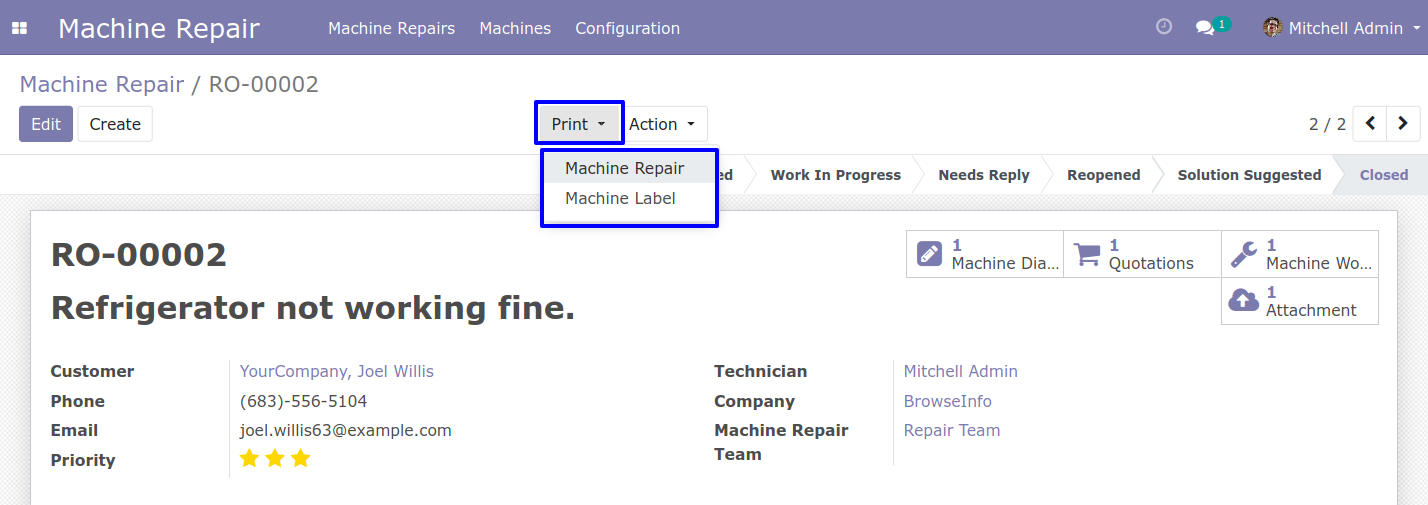 Machine Repair Machine Repairs Machines Configuration 1 Mitchell Admin
Machine Repair / RO-00002
Edit Create Print Action 2 / 2
Machine Repair Work In Progress Needs Reply Reopened Solution Suggested Closed
Machine Label
RO-00002
1
Machine Dia...
1
Quotations
1
Machine Wo...
1
Attachment
Refrigerator not working fine.
Customer YourCompany, Joel Willis
Phone (683)-556-5104
Email joel.willis63@example.com
Priority
Technician Mitchell Admin
Company BrowseInfo
Machine Repair Repair Team
Team